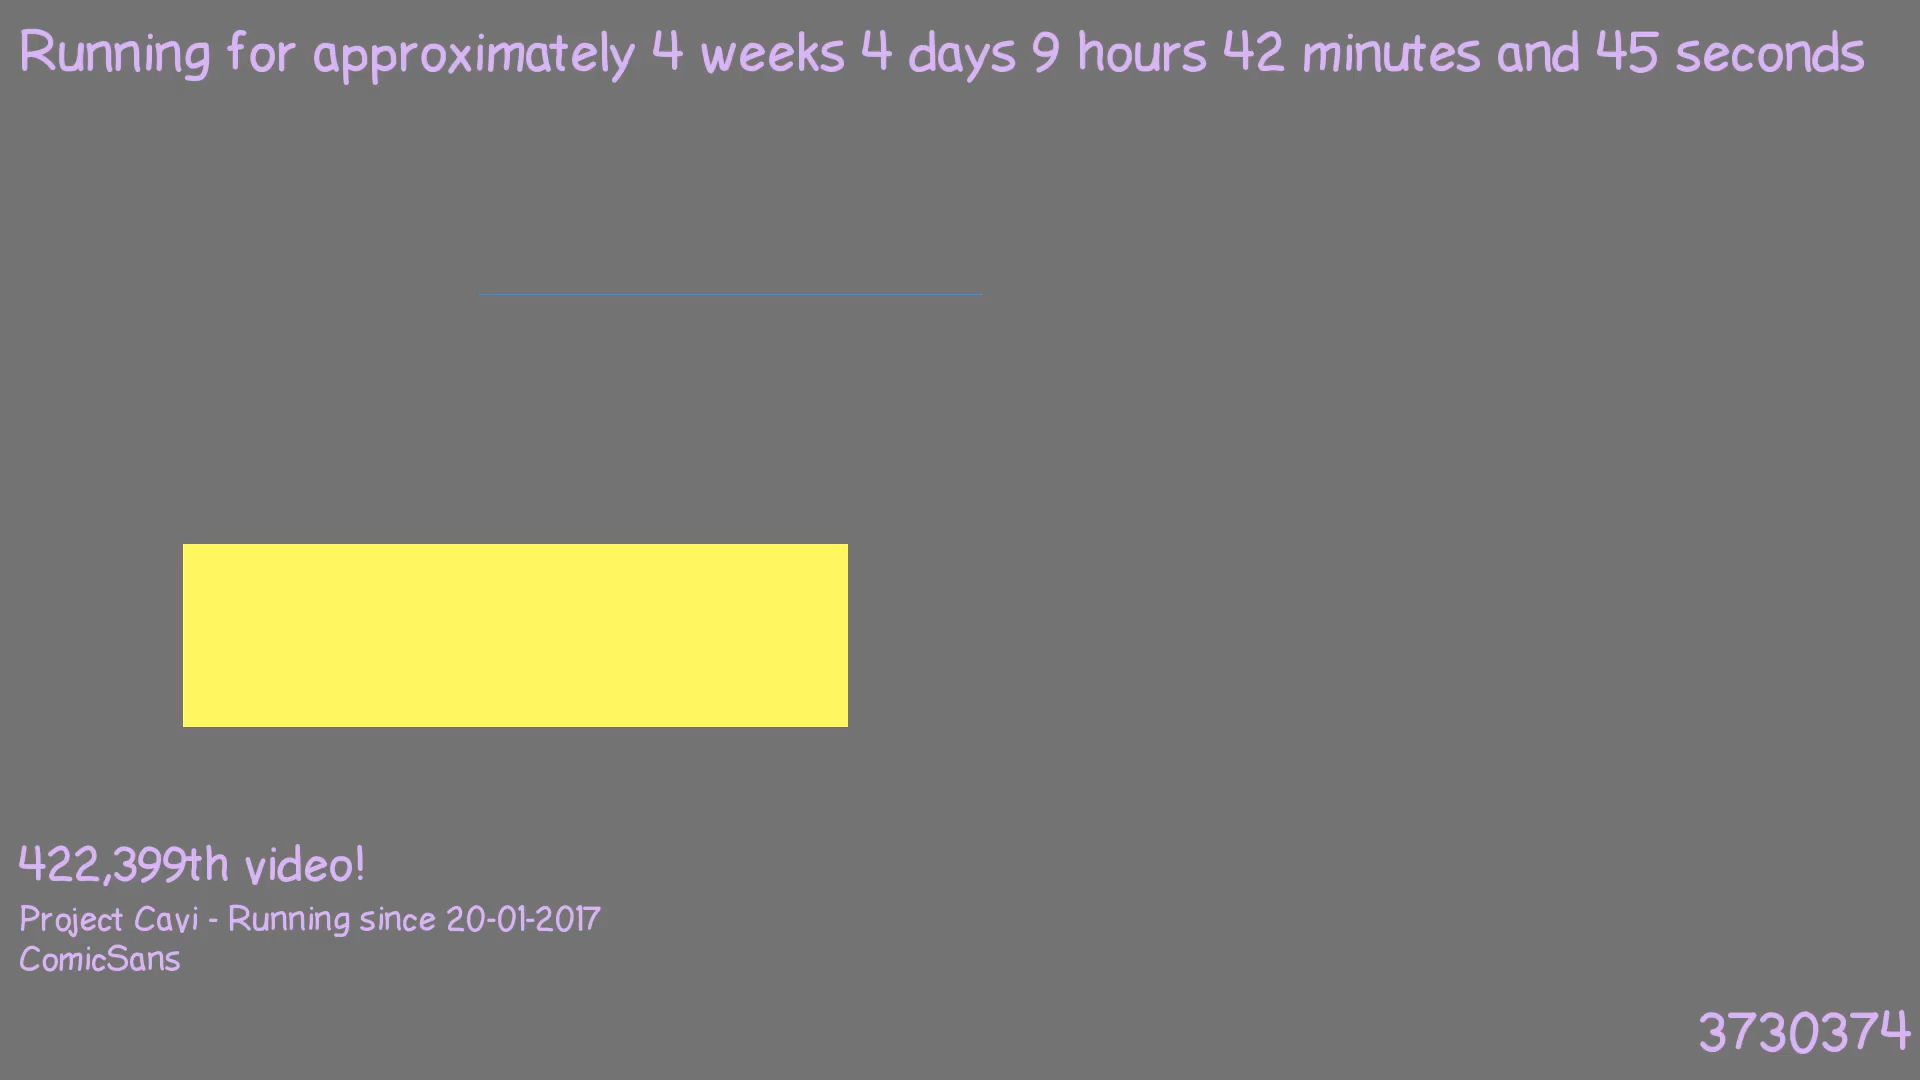 Running for approximately 4 weeks 4 days 9 hours 42 minutes and 45 seconds
422,399th video!
Project Cavi - Running since 20-01-2017
ComicSans
3730374